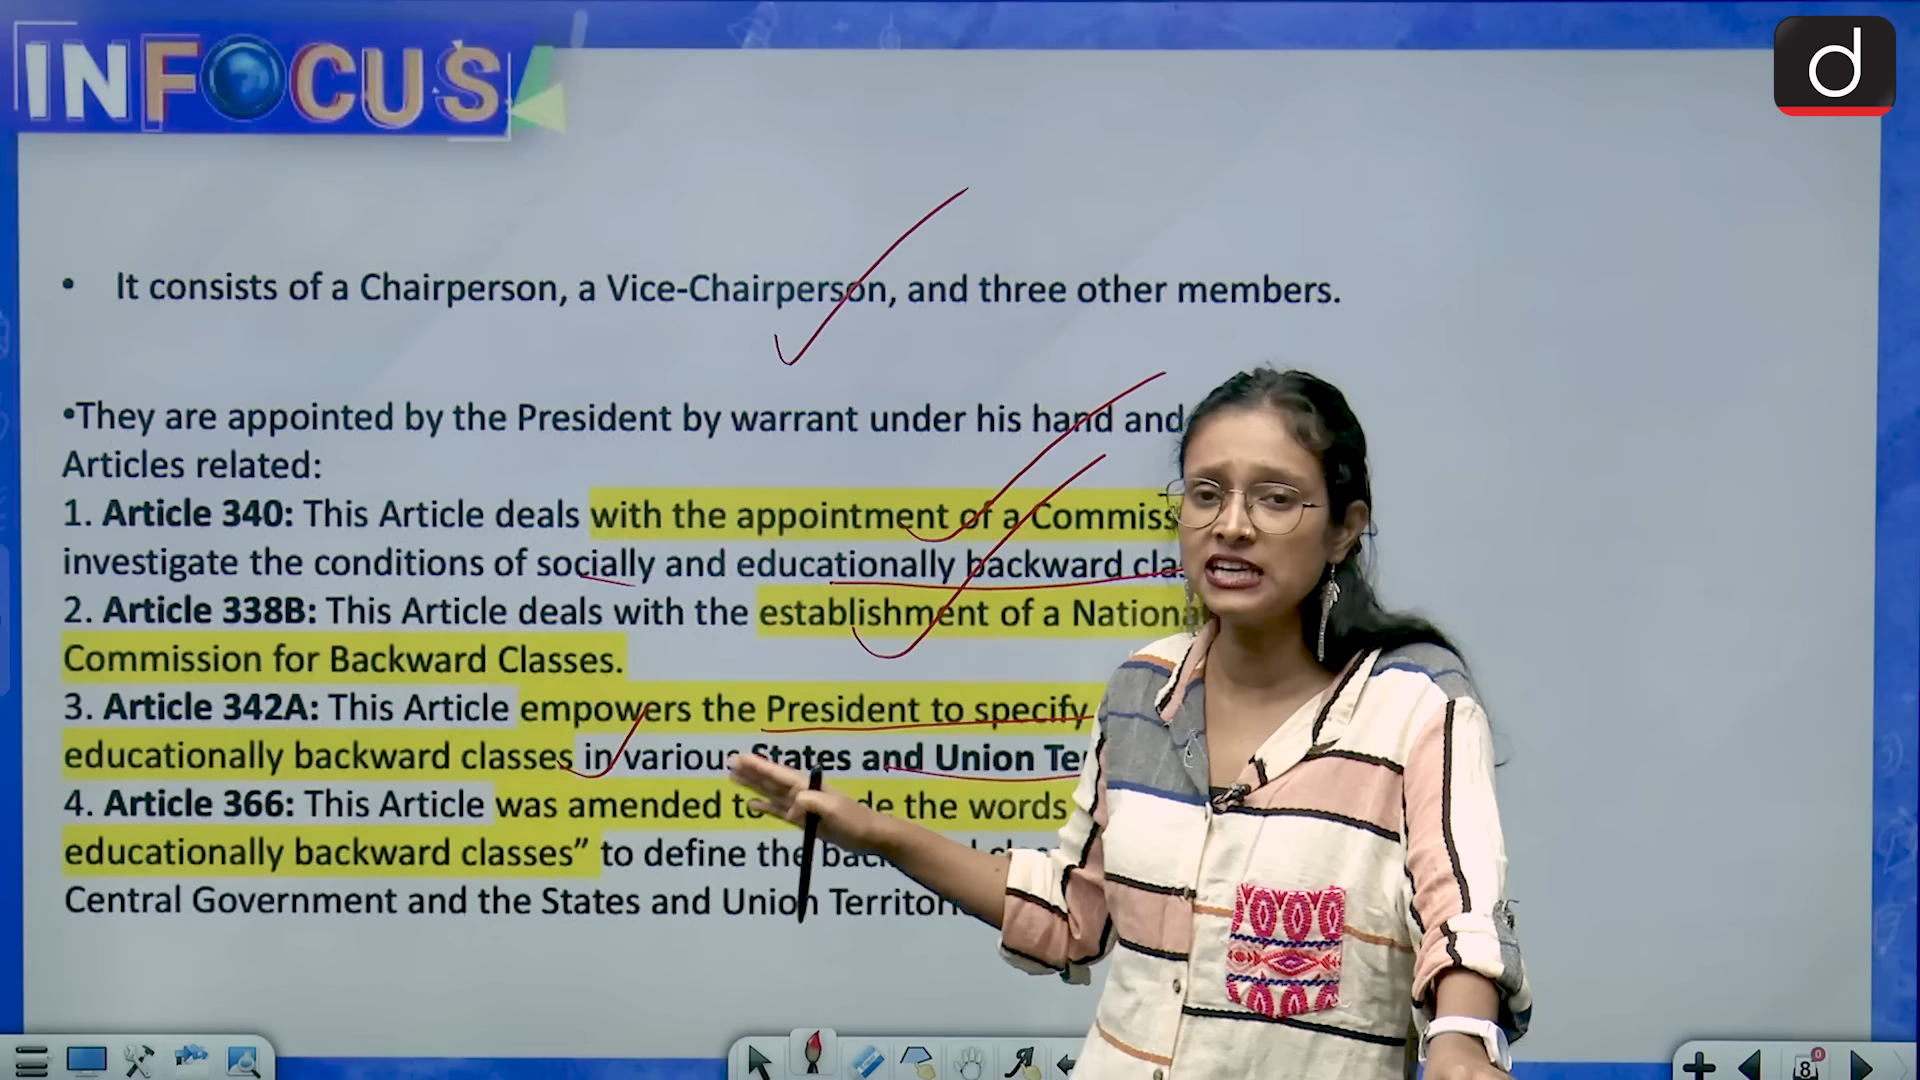 INFOCUS
d
• It consists of a Chairperson, a Vice-Chairperson, and three other members.
•They are appointed by the President by warrant under his hand and
Articles related:
1. Article 340: This Article deals with the appointment of a
investigate the conditions of socially and educationally backward
2. Article 338B: This Article deals with the establishment of a National
Commission for Backward Classes.
3. Article 342A: This Article empowers the President to specify
educationally backward classes in various States and Union
4. Article 366: This Article was amended the words
educationally backward classes” to define the
Central Government and the States and Union
8
0